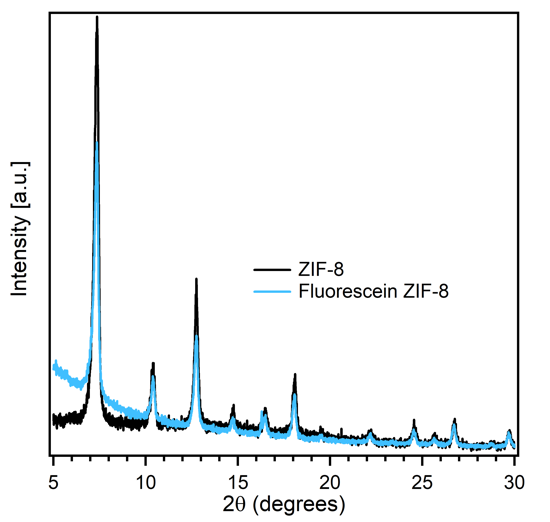 Intensity [a.u.]
ZIF-8
Fluorescein ZIF-8
5 10 15 20 25 30
2θ (degrees)